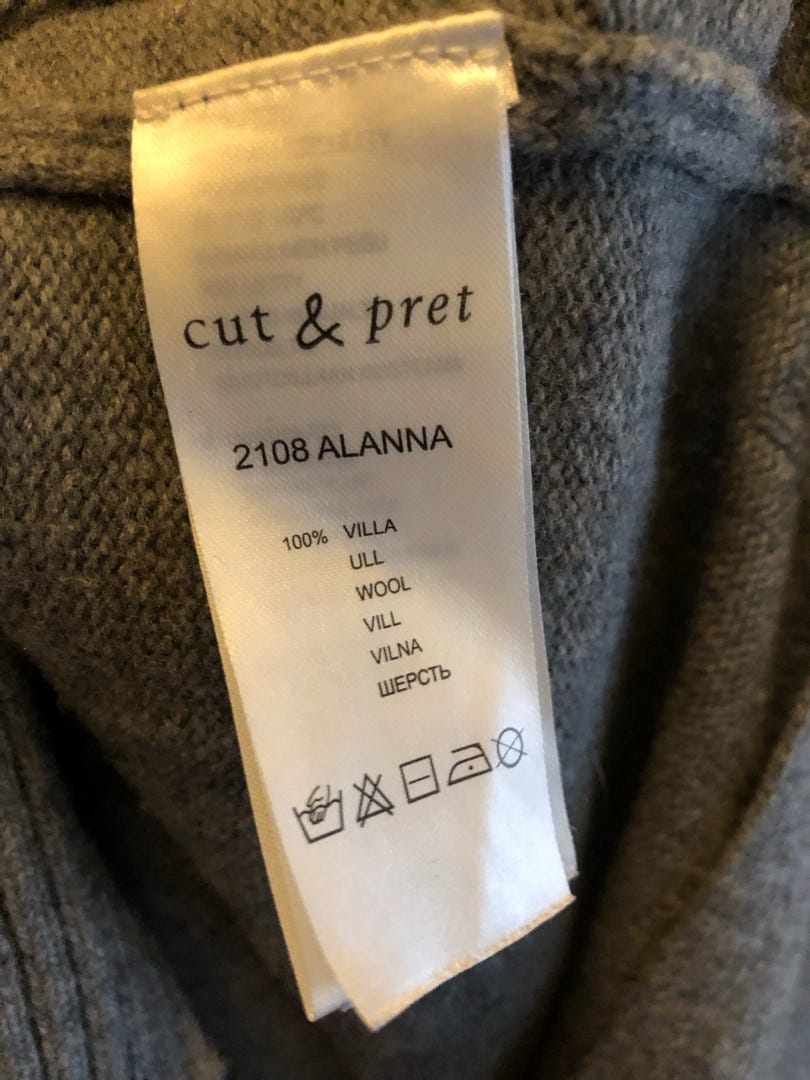 cut & pret
2108 ALANNA
100% VILLA
ULL
WOOL
VILL
VILNA
ШЕРСТЬ